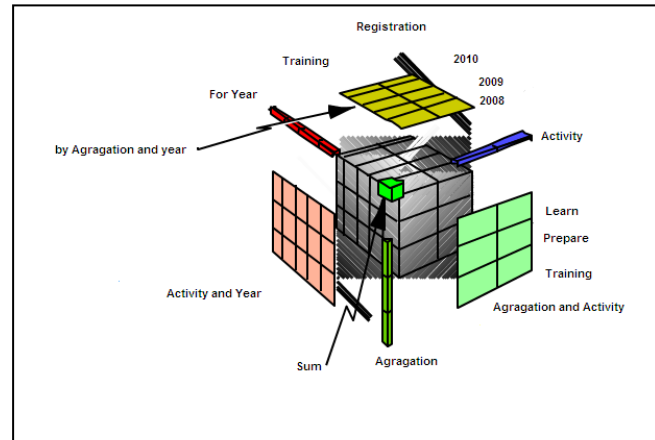 Registration
2010
Training
2009
For Year
2008
Activity
by Agragation and year
Learn
Prepare
Training
Activity and Year
Agragation and Activity
Sum
Agragation